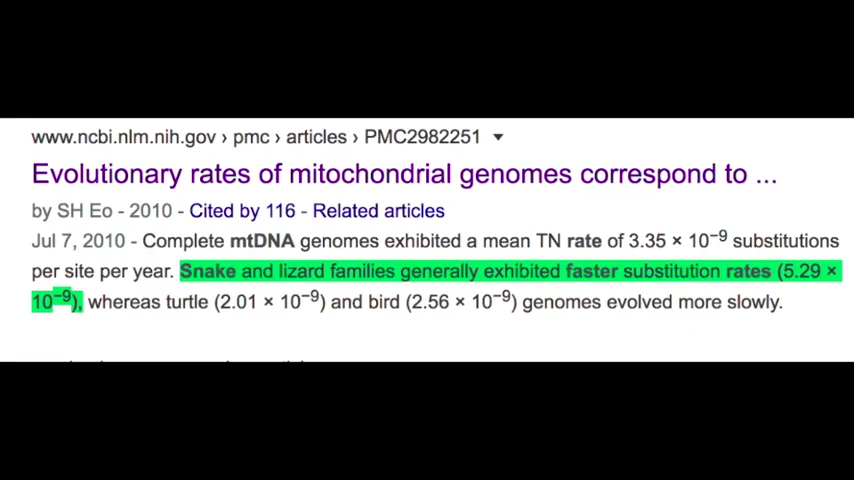 www.ncbi.nlm.nih.gov › pmc › articles › PMC2982251
Evolutionary rates of mitochondrial genomes correspond to ...
by SH Eo - 2010 - Cited by 116 - Related articles
Jul 7, 2010 - Complete mtDNA genomes exhibited a mean TN rate of 3.35 × 10⁻⁹ substitutions
per site per year. Snake and lizard families generally exhibited faster substitution rates (5.29 ×
10⁻⁹), whereas turtle (2.01 × 10⁻⁹) and bird (2.56 × 10⁻⁹) genomes evolved more slowly.